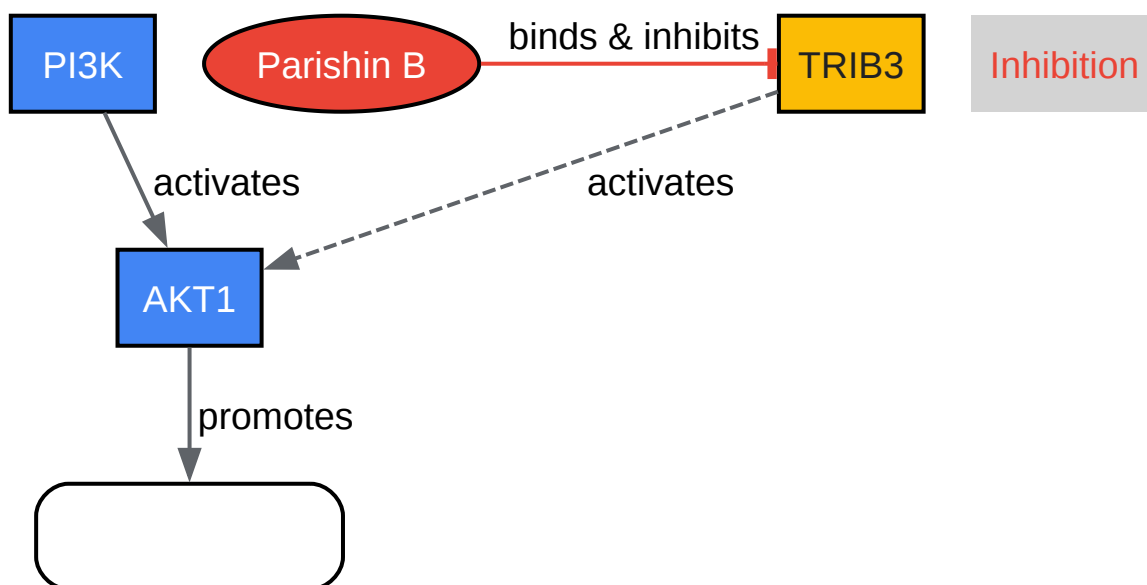 PI3K
Parishin B
binds & inhibits
TRIB3
Inhibition
activates
activates
AKT1
promotes